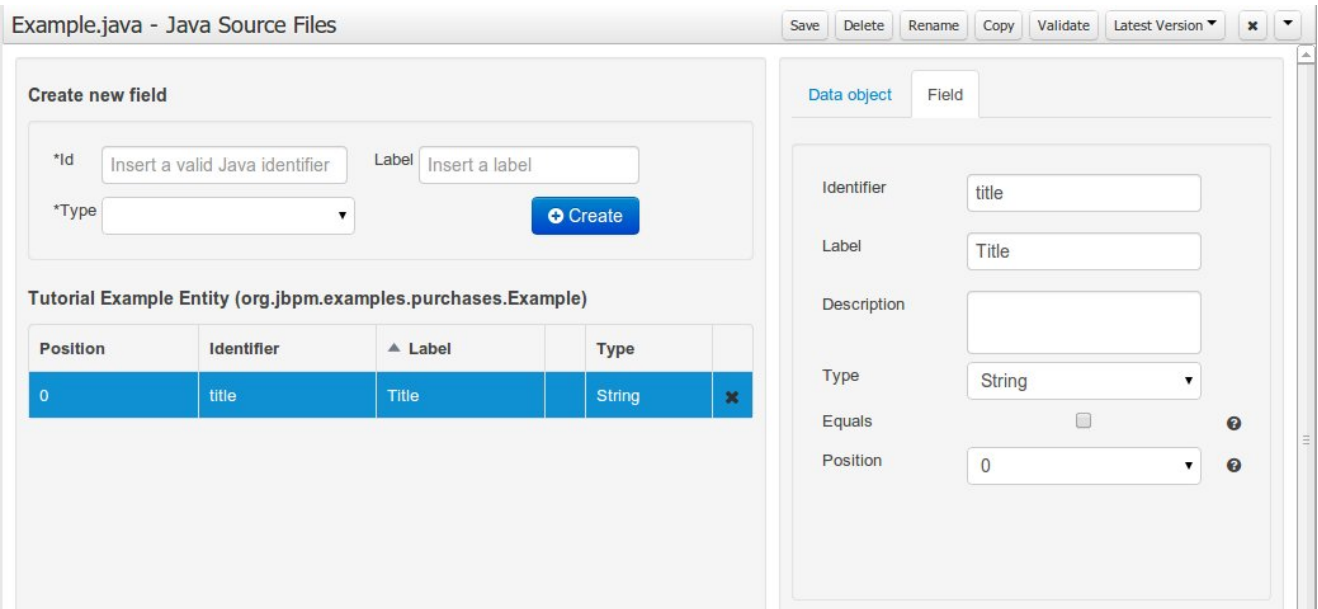 Example.java - Java Source Files
Save Delete Rename Copy Validate Latest Version
Create new field
*Id Insert a valid Java identifier Label Insert a label
*Type
Create
Tutorial Example Entity (org.jbpm.examples.purchases.Example)
Position Identifier Label Type
0 title Title String
Data object Field
Identifier title
Label Title
Description
Type String
Equals
Position 0